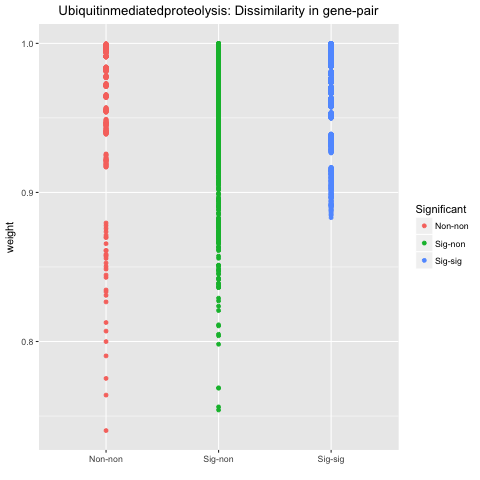 Ubiquitinmediatedproteolysis: Dissimilarity in gene-pair
1.0
0.9
0.8
weight
Non-non
Sig-non
Sig-sig
Significant
Non-non
Sig-non
Sig-sig